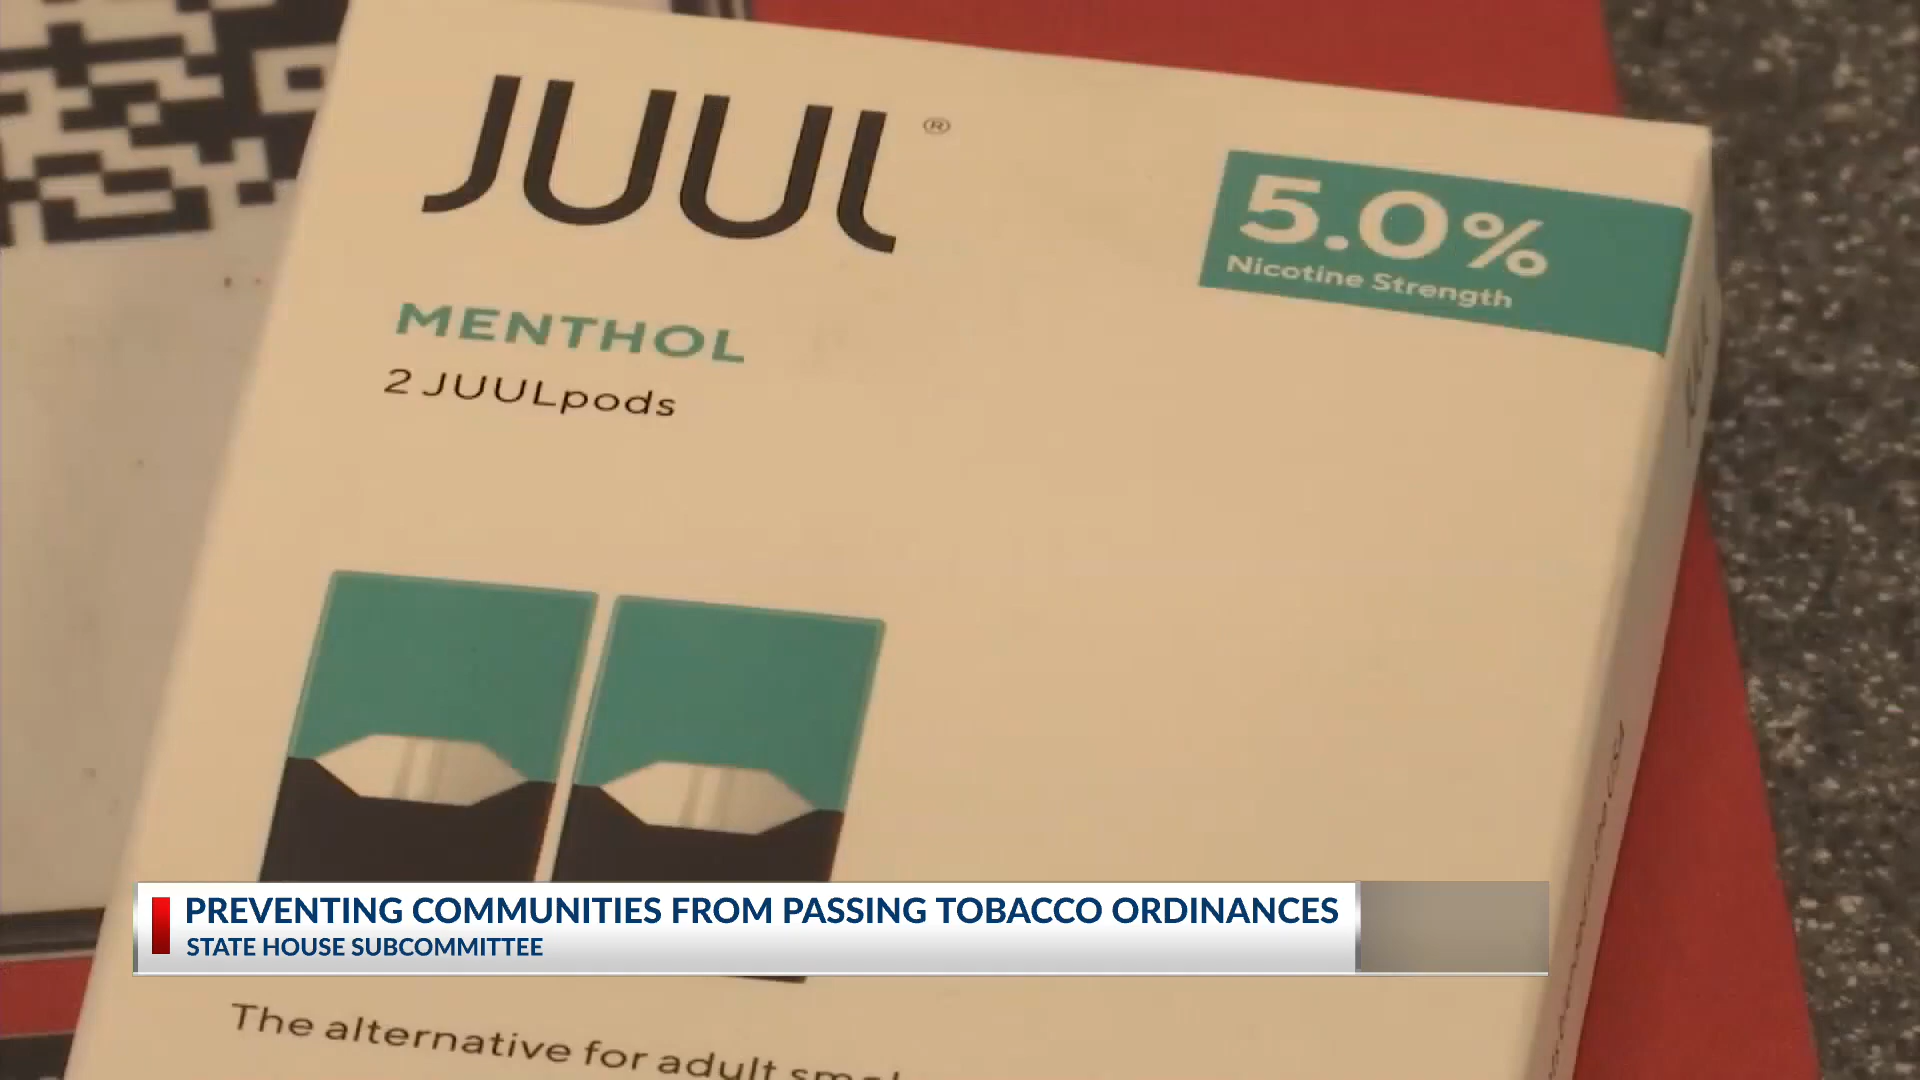 JUUL®
5.0%
Nicotine Strength
MENTHOL
2 JUULpods
PREVENTING COMMUNITIES FROM PASSING TOBACCO ORDINANCES
STATE HOUSE SUBCOMMITTEE
The alternative for adult